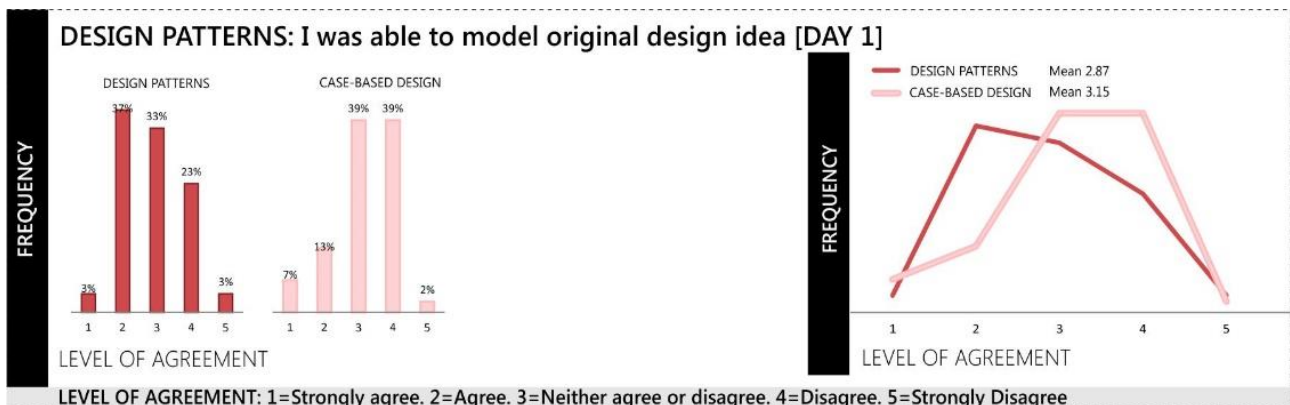 DESIGN PATTERNS: I was able to model original design idea [DAY 1]
FREQUENCY
DESIGN PATTERNS
3%
37%
33%
23%
3%
1 2 3 4 5
CASE-BASED DESIGN
7%
13%
39%
39%
2%
1 2 3 4 5
LEVEL OF AGREEMENT
FREQUENCY
DESIGN PATTERNS Mean 2.87
CASE-BASED DESIGN Mean 3.15
1 2 3 4 5
LEVEL OF AGREEMENT
LEVEL OF AGREEMENT: 1=Strongly agree, 2=Agree, 3=Neither agree or disagree, 4=Disagree, 5=Strongly Disagree